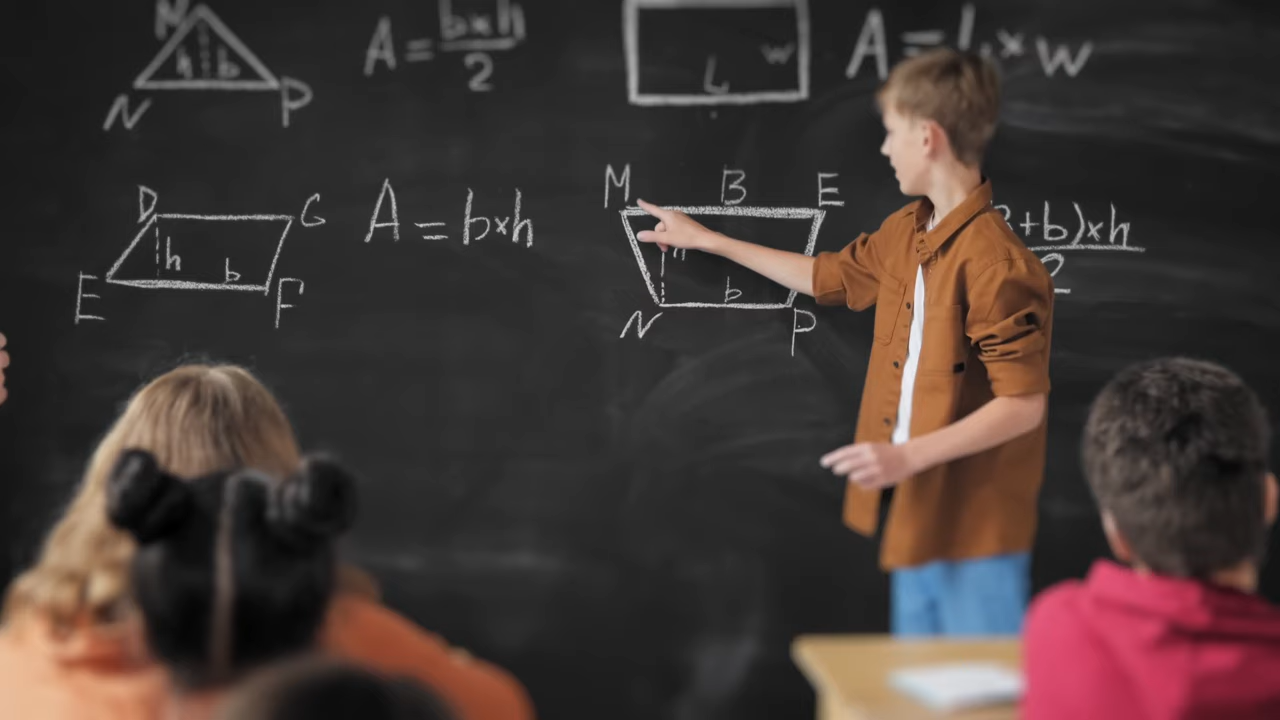 M
h b
N P
A = b×h
2
L w
A = L × w
D G
h b
E F
A = b×h
M B E
h b
N P
+b)×h
2